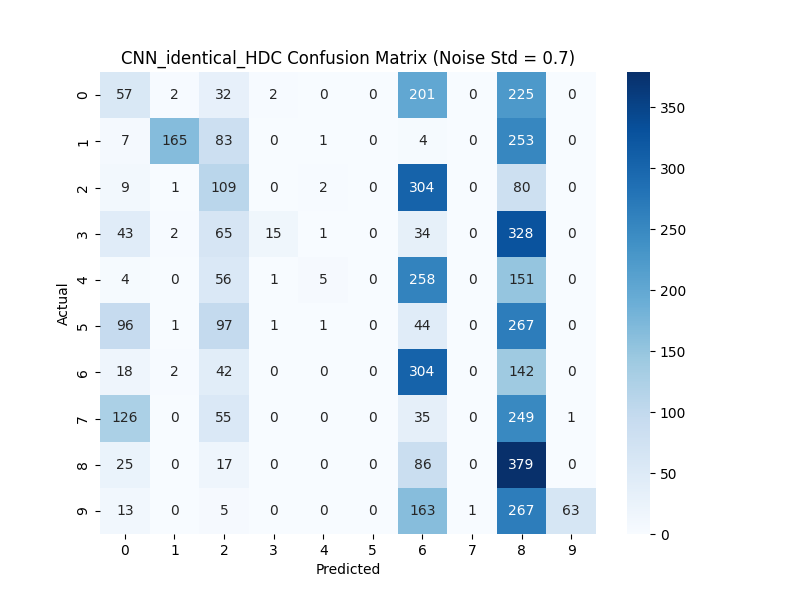 CNN_identical_HDC Confusion Matrix (Noise Std = 0.7)
0 57 2 32 2 0 0 201 0 225 0
1 7 165 83 0 1 0 4 0 253 0
2 9 1 109 0 2 0 304 0 80 0
3 43 2 65 15 1 0 34 0 328 0
4 4 0 56 1 5 0 258 0 151 0
5 96 1 97 1 1 0 44 0 267 0
6 18 2 42 0 0 0 304 0 142 0
7 126 0 55 0 0 0 35 0 249 1
8 25 0 17 0 0 0 86 0 379 0
9 13 0 5 0 0 0 163 1 267 63
0 1 2 3 4 5 6 7 8 9
Predicted
Actual
350
300
250
200
150
100
50
0